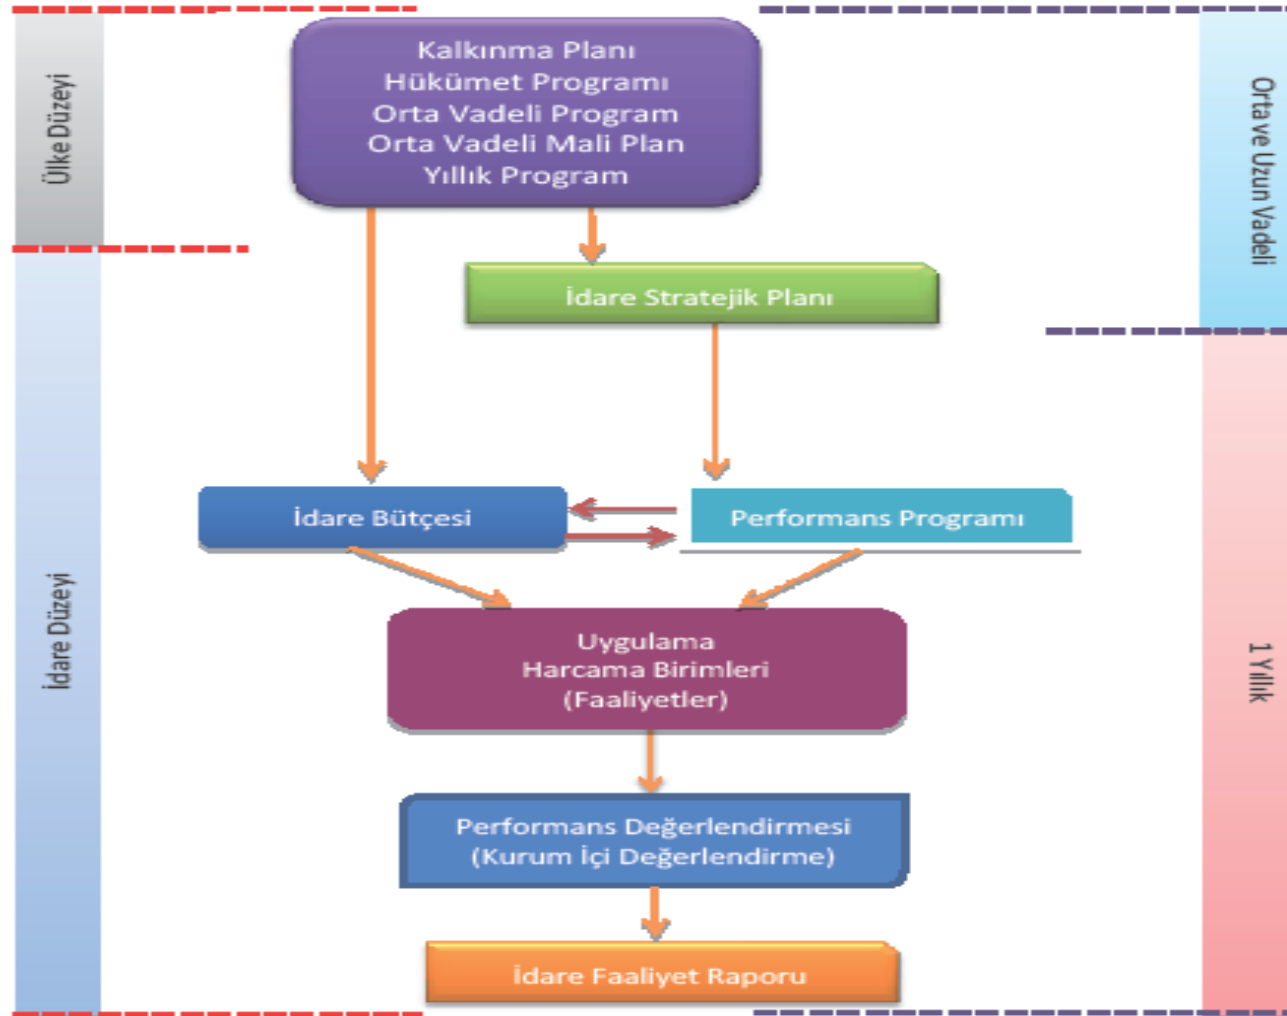 Ülke Düzeyi
Kalkınma Planı
Hükümet Programı
Orta Vadeli Program
Orta Vadeli Mali Plan
Yıllık Program
Orta ve Uzun Vadeli
İdare Stratejik Planı
İdare Bütçesi
Performans Programı
İdare Düzeyi
Uygulama
Harcama Birimleri
(Faaliyetler)
1 Yıllık
Performans Değerlendirmesi
(Kurum İçi Değerlendirme)
İdare Faaliyet Raporu